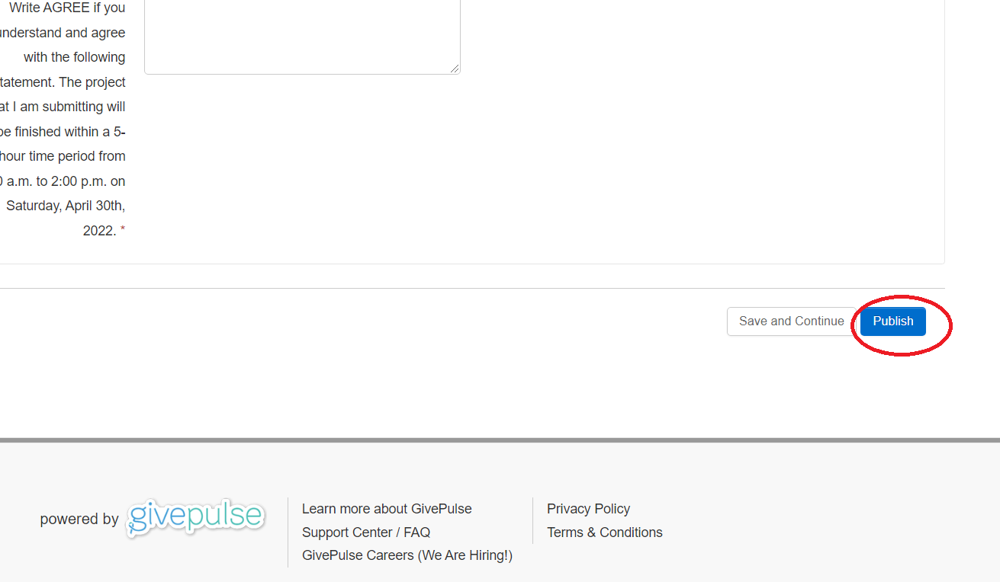 Write AGREE if you
understand and agree
with the following
tatement. The project
at I am submitting will
be finished within a 5-
hour time period from
0 a.m. to 2:00 p.m. on
Saturday, April 30th,
2022. *
Save and Continue
Publish
powered by givepulse
Learn more about GivePulse
Support Center / FAQ
GivePulse Careers (We Are Hiring!)
Privacy Policy
Terms & Conditions